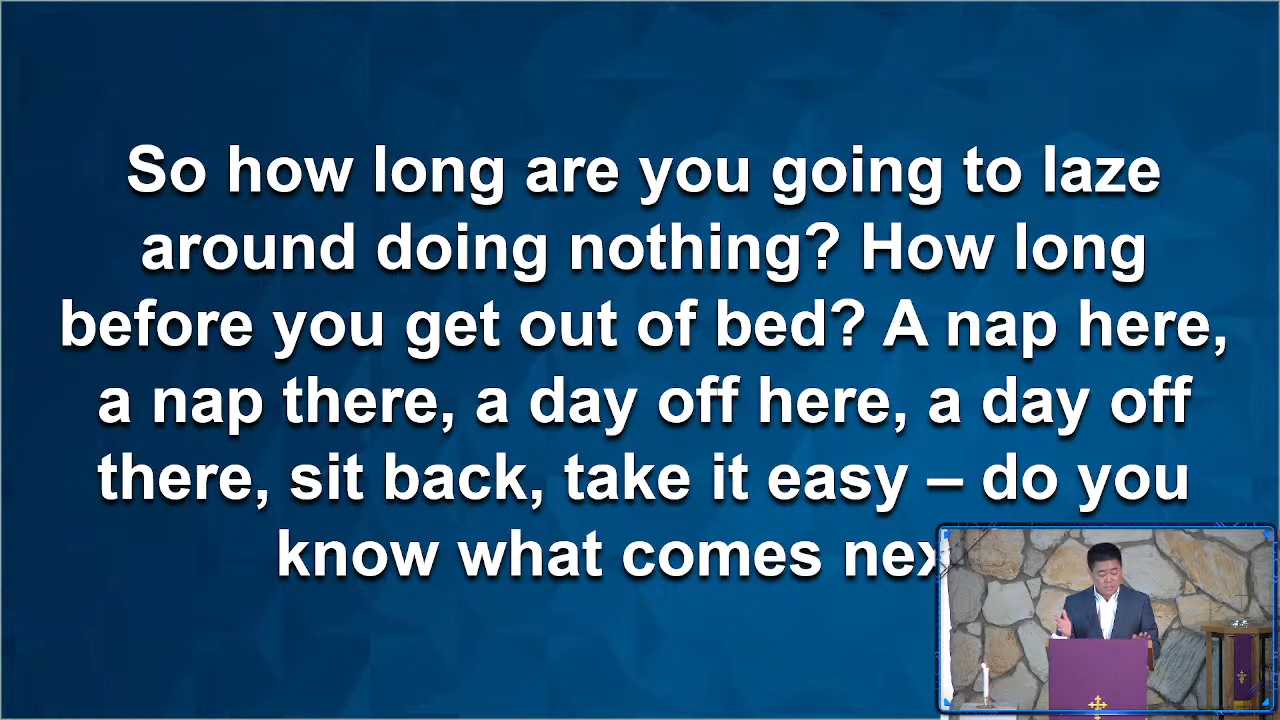 So how long are you going to laze
around doing nothing? How long
before you get out of bed? A nap here,
a nap there, a day off here, a day off
there, sit back, take it easy – do you
know what comes